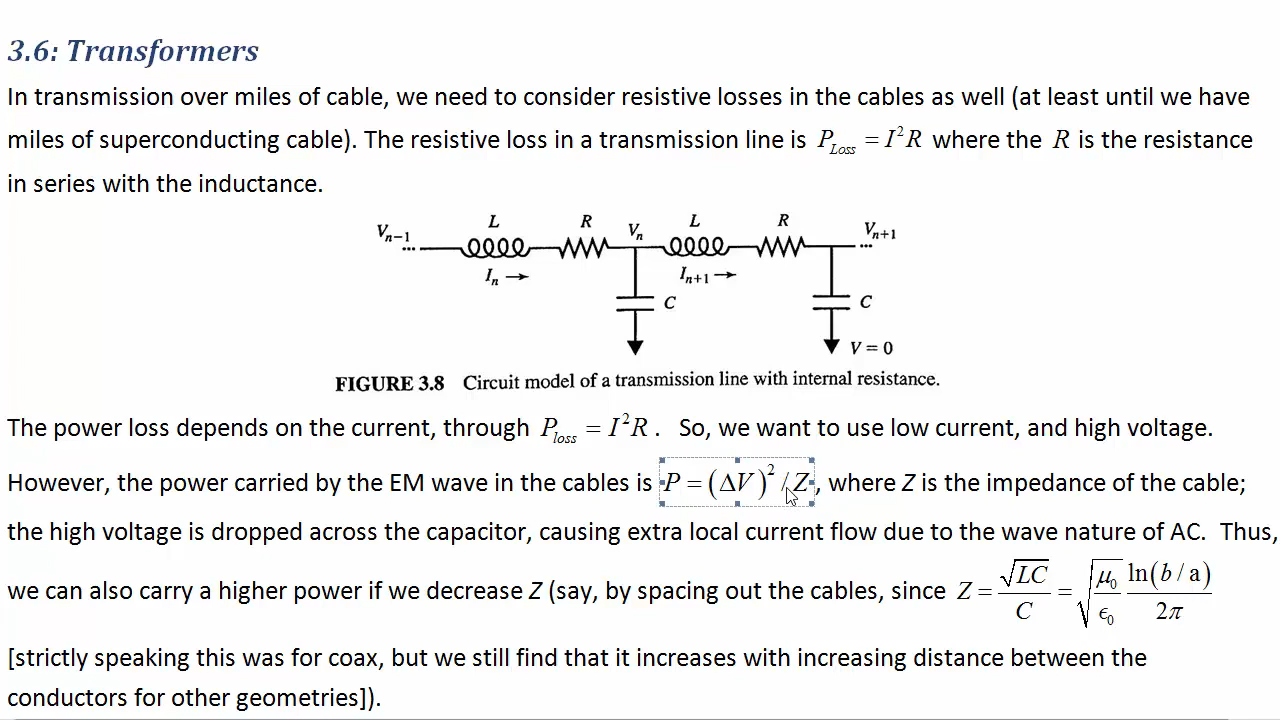 3.6: Transformers
In transmission over miles of cable, we need to consider resistive losses in the cables as well (at least until we have
miles of superconducting cable). The resistive loss in a transmission line is P_Loss = I²R where the R is the resistance
in series with the inductance.
V_{n−1} L R V_n L R V_{n+1}
... ...
I_n → I_{n+1} →
C C
V = 0
FIGURE 3.8 Circuit model of a transmission line with internal resistance.
The power loss depends on the current, through P_loss = I²R. So, we want to use low current, and high voltage.
However, the power carried by the EM wave in the cables is P = (ΔV)² / Z, where Z is the impedance of the cable;
the high voltage is dropped across the capacitor, causing extra local current flow due to the wave nature of AC. Thus,
we can also carry a higher power if we decrease Z (say, by spacing out the cables, since Z = √LC / C = √(μ₀/ϵ₀ ln(b / a) / 2π
[strictly speaking this was for coax, but we still find that it increases with increasing distance between the
conductors for other geometries]).